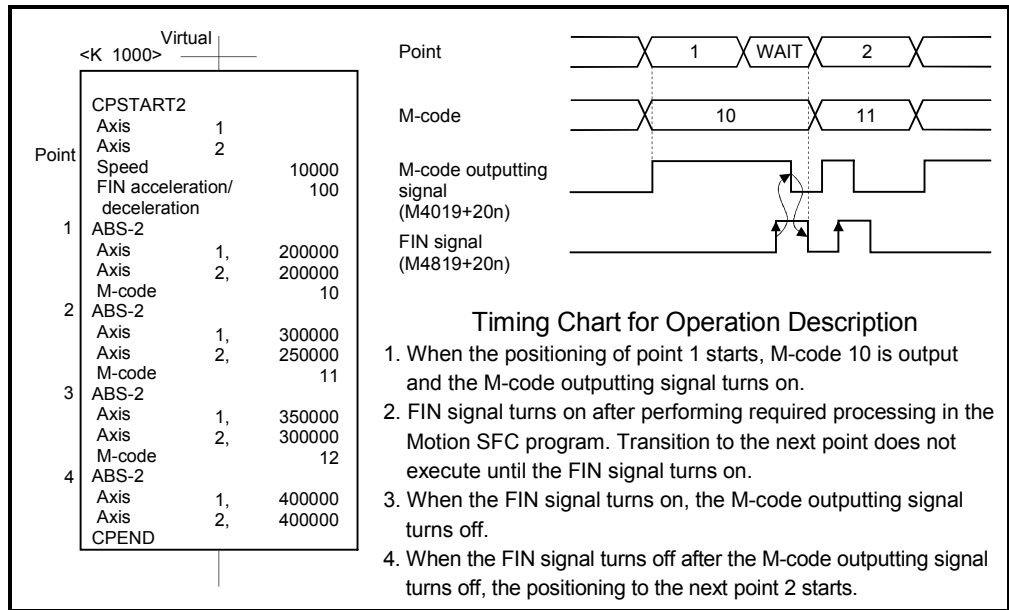 Virtual
<K 1000>
CPSTART2
Axis 1
Axis 2
Speed 10000
FIN acceleration/ 100
deceleration
Point
1 ABS-2
Axis 1, 200000
Axis 2, 200000
M-code 10
2 ABS-2
Axis 1, 300000
Axis 2, 250000
M-code 11
3 ABS-2
Axis 1, 350000
Axis 2, 300000
M-code 12
4 ABS-2
Axis 1, 400000
Axis 2, 400000
CPEND
Point 1 WAIT 2
M-code 10 11
M-code outputting
signal
(M4019+20n)
FIN signal
(M4819+20n)
Timing Chart for Operation Description
1. When the positioning of point 1 starts, M-code 10 is output
and the M-code outputting signal turns on.
2. FIN signal turns on after performing required processing in the
Motion SFC program. Transition to the next point does not
execute until the FIN signal turns on.
3. When the FIN signal turns on, the M-code outputting signal
turns off.
4. When the FIN signal turns off after the M-code outputting signal
turns off, the positioning to the next point 2 starts.